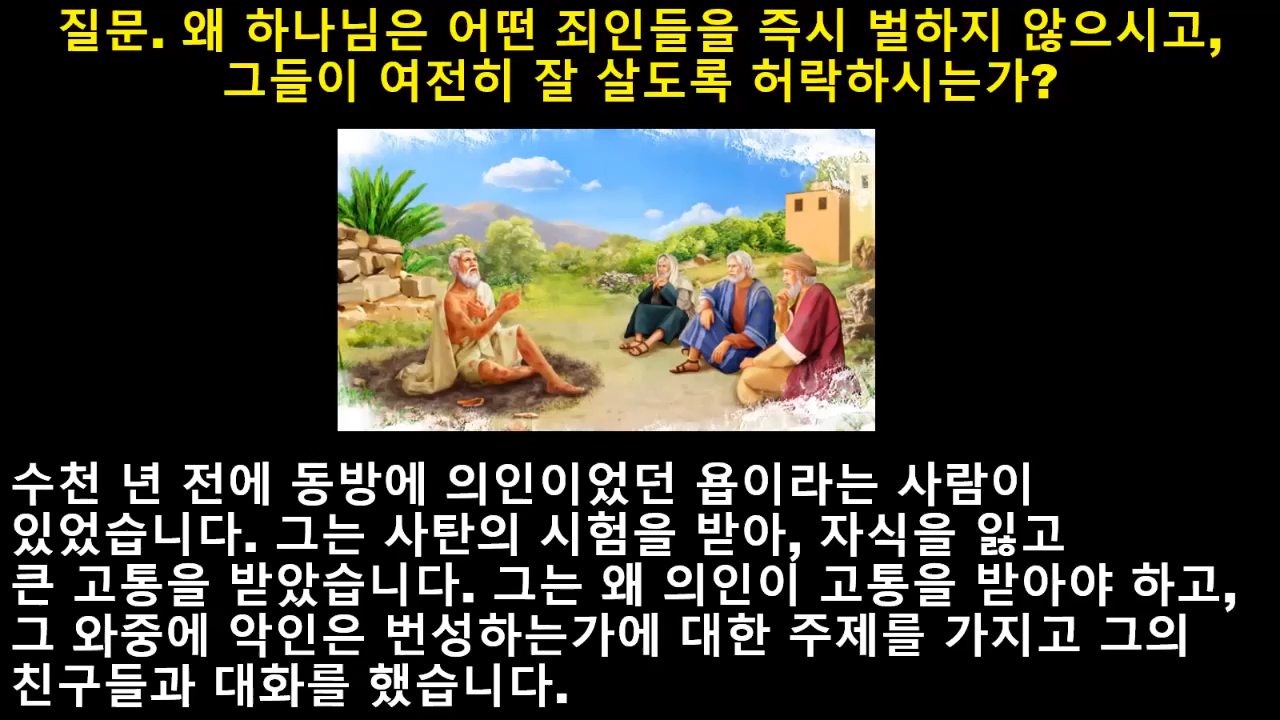 질문. 왜 하나님은 어떤 죄인들을 즉시 벌하지 않으시고,
그들이 여전히 잘 살도록 허락하시는가?
수천 년 전에 동방에 의인이었던 욥이라는 사람이
있었습니다. 그는 사탄의 시험을 받아, 자식을 잃고
큰 고통을 받았습니다. 그는 왜 의인이 고통을 받아야 하고,
그 와중에 악인은 번성하는가에 대한 주제를 가지고 그의
친구들과 대화를 했습니다.